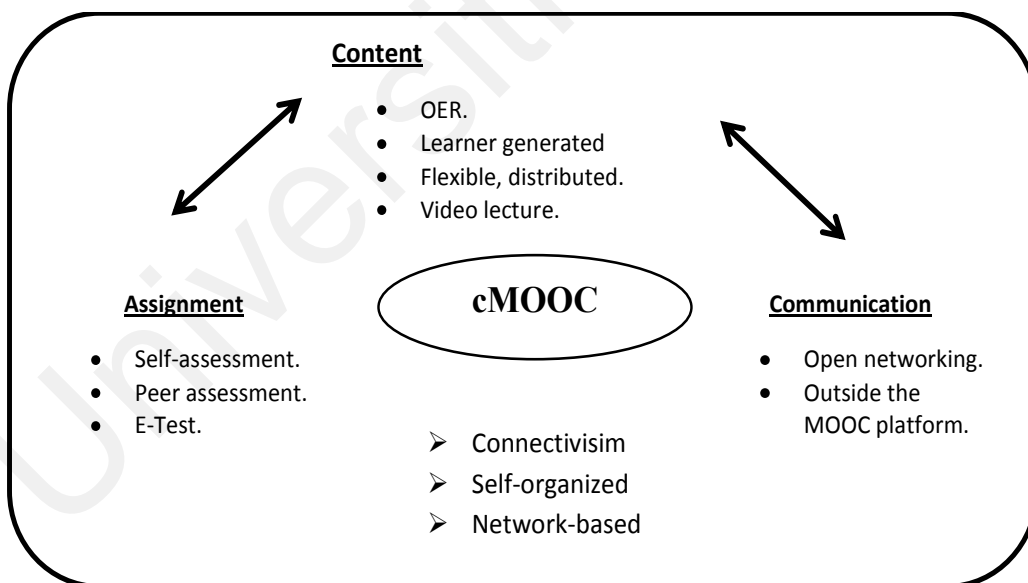 Content
• OER.
• Learner generated
• Flexible, distributed.
• Video lecture.
cMOOC
Assignment
• Self-assessment.
• Peer assessment.
• E-Test.
Communication
• Open networking.
• Outside the
MOOC platform.
➢ Connectivisim
➢ Self-organized
➢ Network-based
Universiti